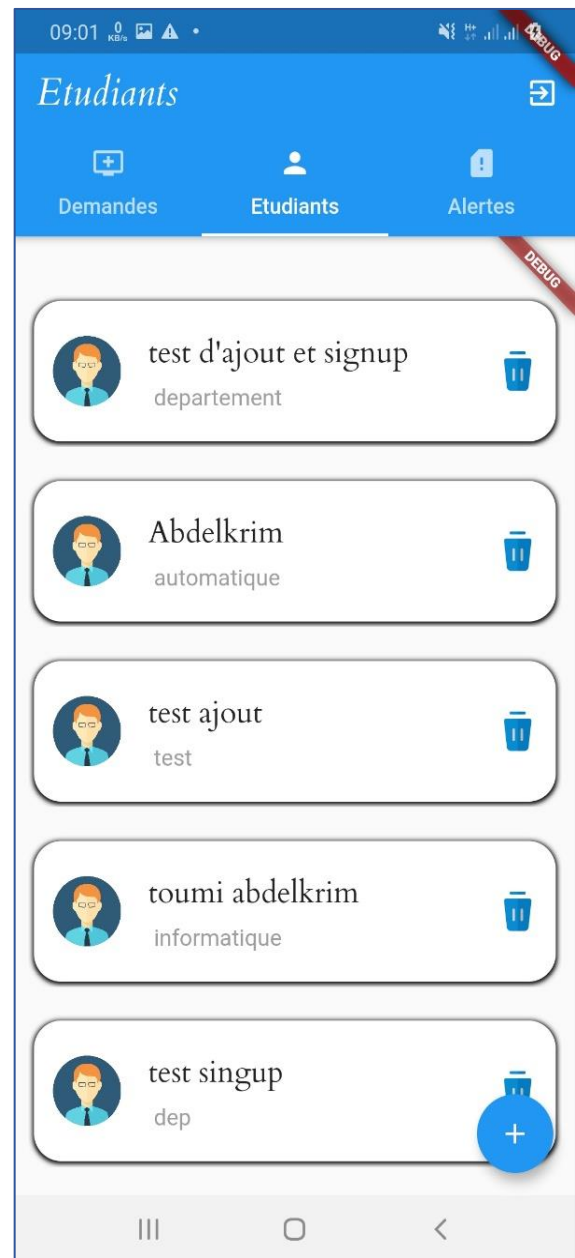 09:01 0 KB/s
DEBUG
Etudiants
Demandes Etudiants Alertes
DEBUG
test d'ajout et signup
departement
Abdelkrim
automatique
test ajout
test
toumi abdelkrim
informatique
test singup
dep